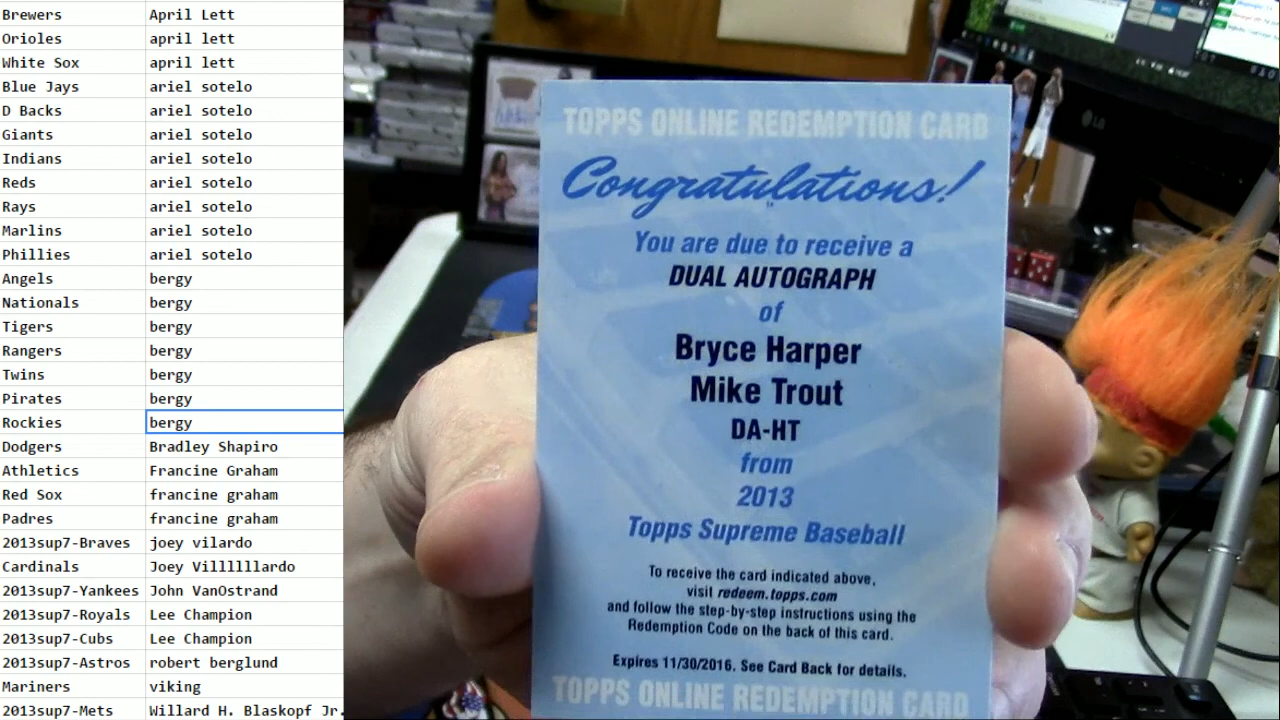 Brewers April Lett
Orioles april lett
White Sox april lett
Blue Jays ariel sotelo
D Backs ariel sotelo
Giants ariel sotelo
Indians ariel sotelo
Reds ariel sotelo
Rays ariel sotelo
Marlins ariel sotelo
Phillies ariel sotelo
Angels bergy
Nationals bergy
Tigers bergy
Rangers bergy
Twins bergy
Pirates bergy
Rockies bergy
Dodgers Bradley Shapiro
Athletics Francine Graham
Red Sox francine graham
Padres francine graham
2013sup7-Braves joey vilardo
Cardinals Joey Villllllardo
2013sup7-Yankees John VanOstrand
2013sup7-Royals Lee Champion
2013sup7-Cubs Lee Champion
2013sup7-Astros robert berglund
Mariners viking
2013sup7-Mets Willard H. Blaskopf Jr.
TOPPS ONLINE REDEMPTION CARD
Congratulations!
You are due to receive a
DUAL AUTOGRAPH
of
Bryce Harper
Mike Trout
DA-HT
from
2013
Topps Supreme Baseball
To receive the card indicated above,
visit redeem.topps.com
and follow the step-by-step instructions using the
Redemption Code on the back of this card.
Expires 11/30/2016. See Card Back for details.
TOPPS ONLINE REDEMPTION CARD
LG